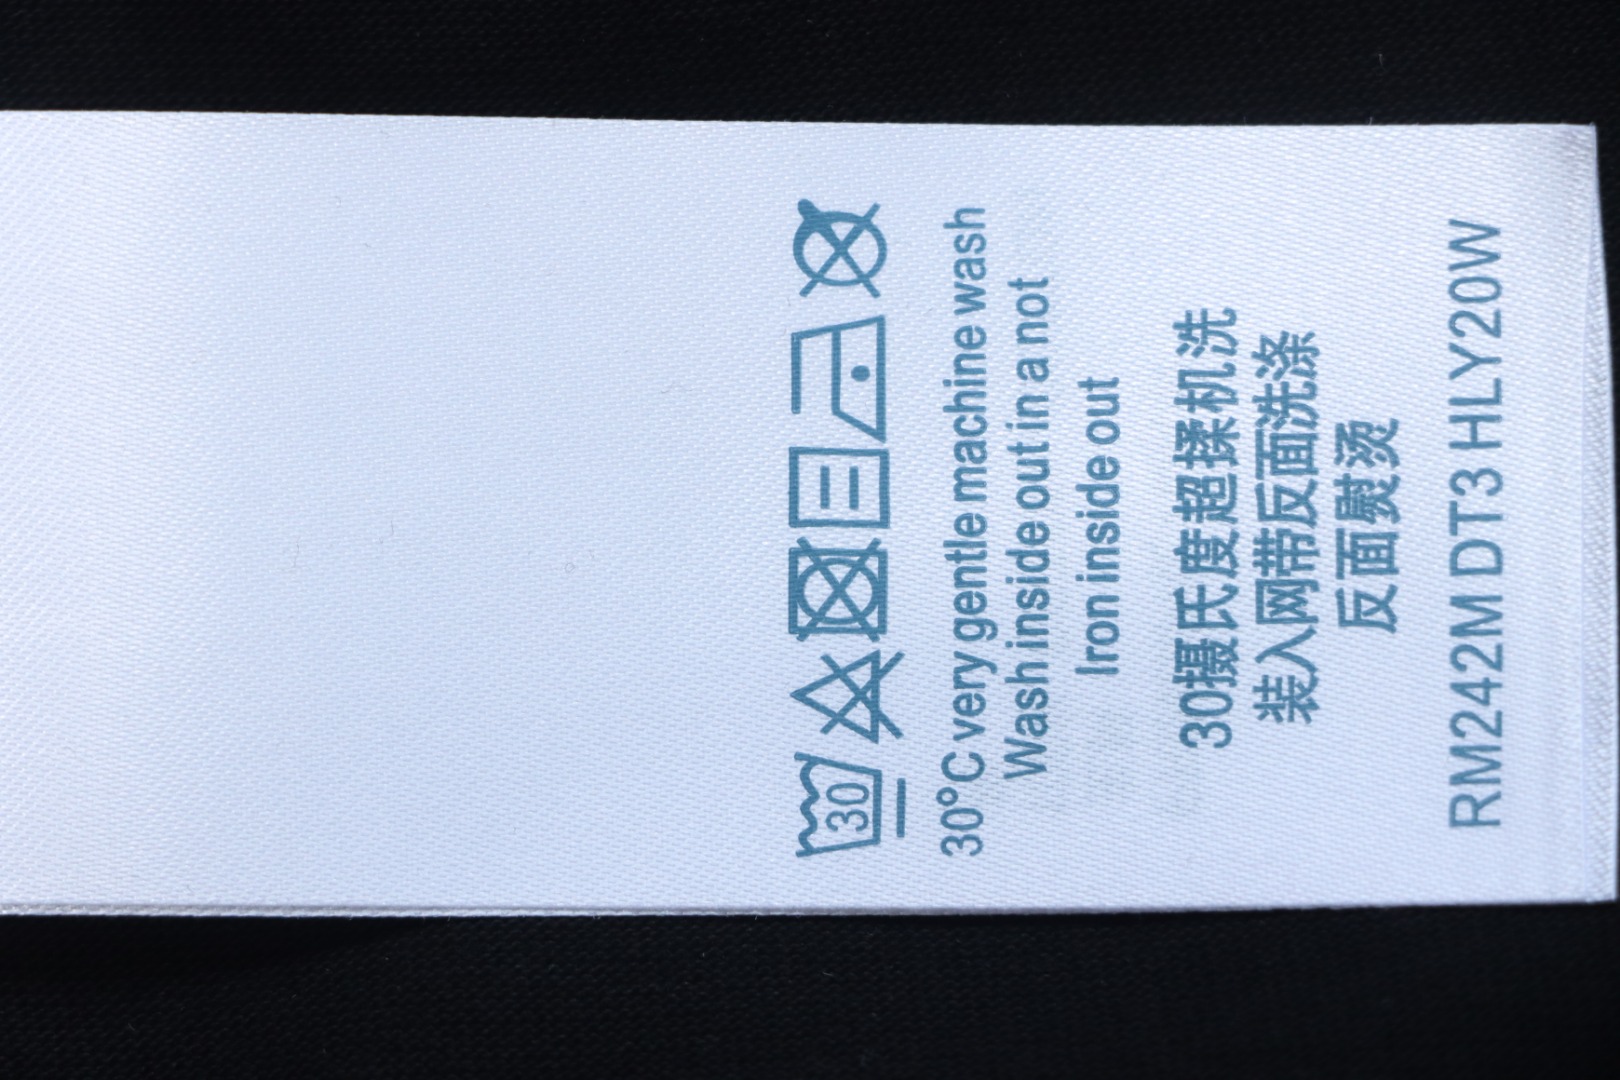 30
30°C very gentle machine wash
Wash inside out in a not
Iron inside out
30摄氏度超揉机洗
装入网带反面洗涤
反面熨烫
RM242M DT3 HLY20W